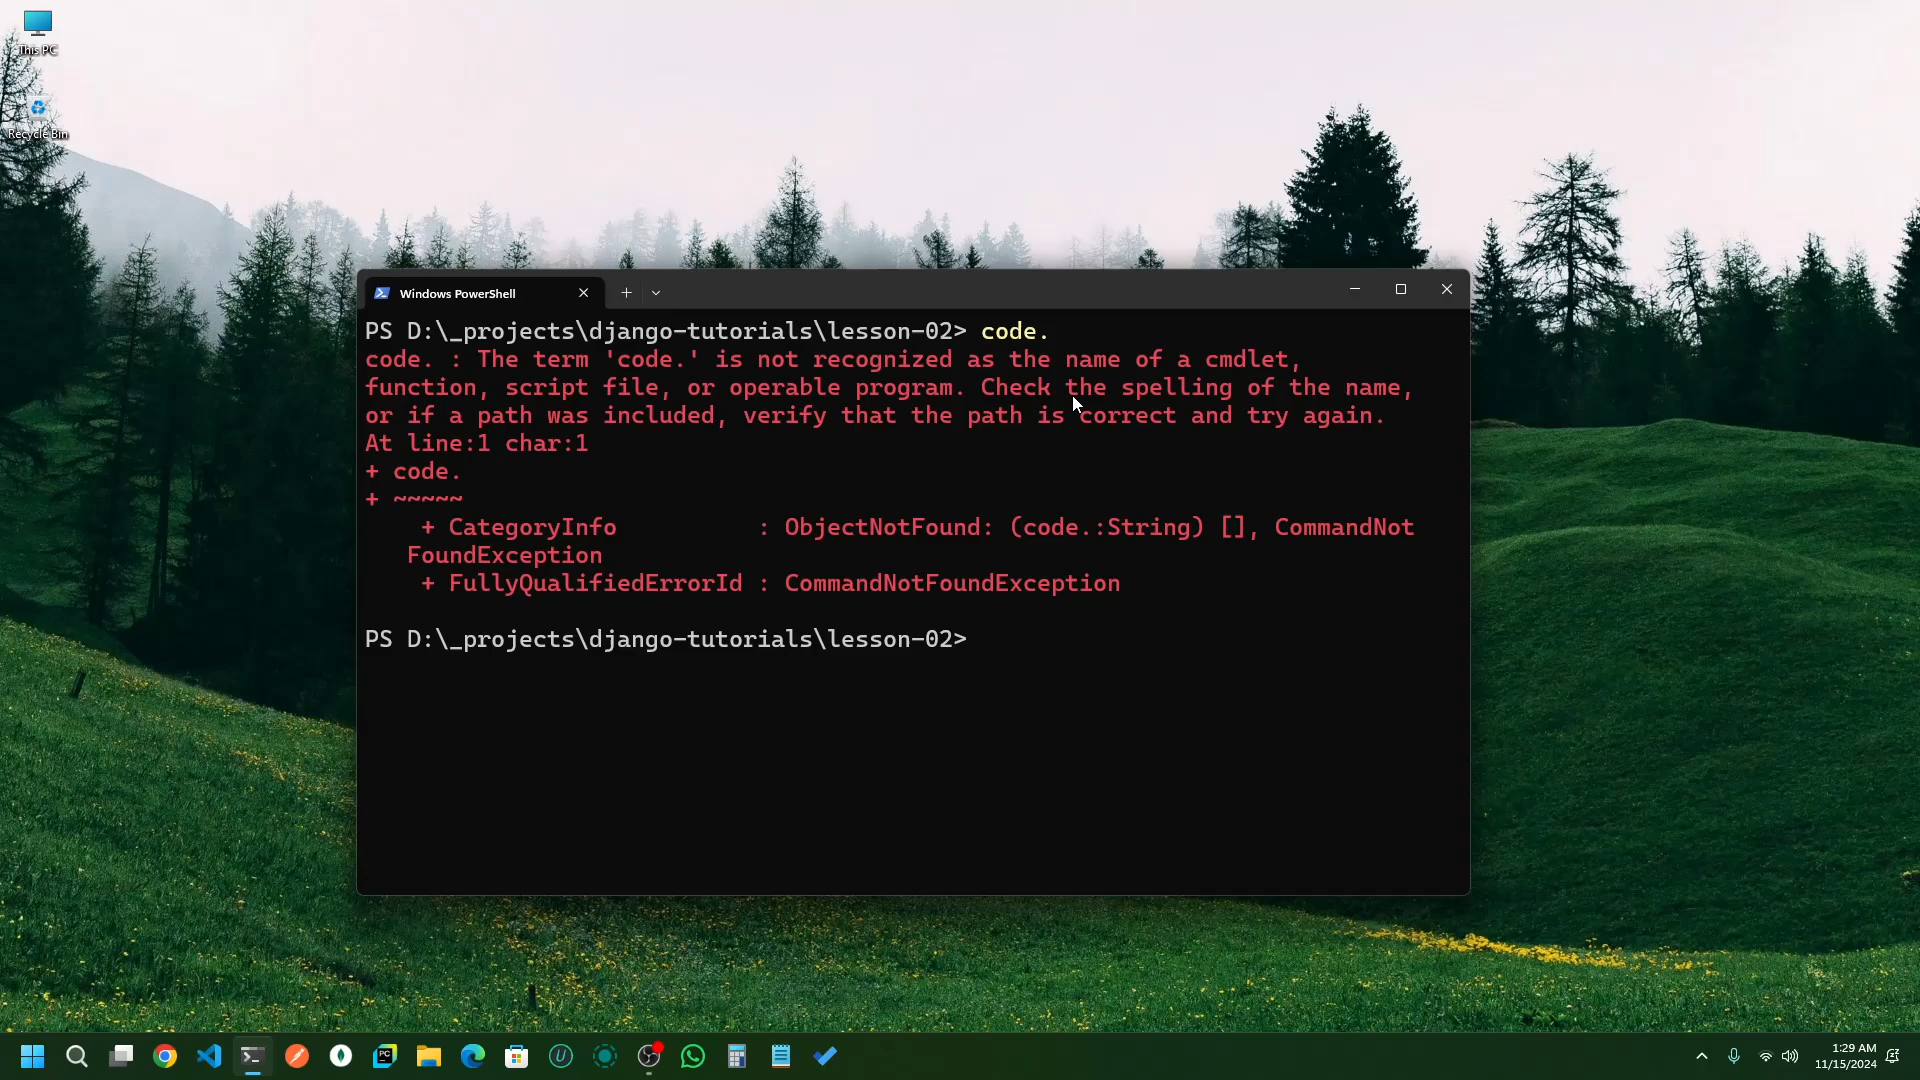 This PC
Recycle Bin
Windows PowerShell
PS D:\_projects\django-tutorials\lesson-02> code.
code. : The term 'code.' is not recognized as the name of a cmdlet,
function, script file, or operable program. Check the spelling of the name,
or if a path was included, verify that the path is correct and try again.
At line:1 char:1
+ code.
+ ~~~~~
    + CategoryInfo          : ObjectNotFound: (code.:String) [], CommandNot
   FoundException
    + FullyQualifiedErrorId : CommandNotFoundException
PS D:\_projects\django-tutorials\lesson-02>
PC
1:29 AM
11/15/2024